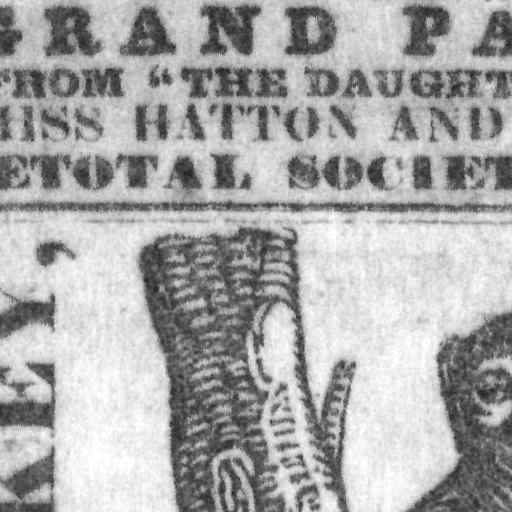 GRAND PA
FROM "THE DAUGHT
MISS HATTON AND
ETOTAL SOCIET